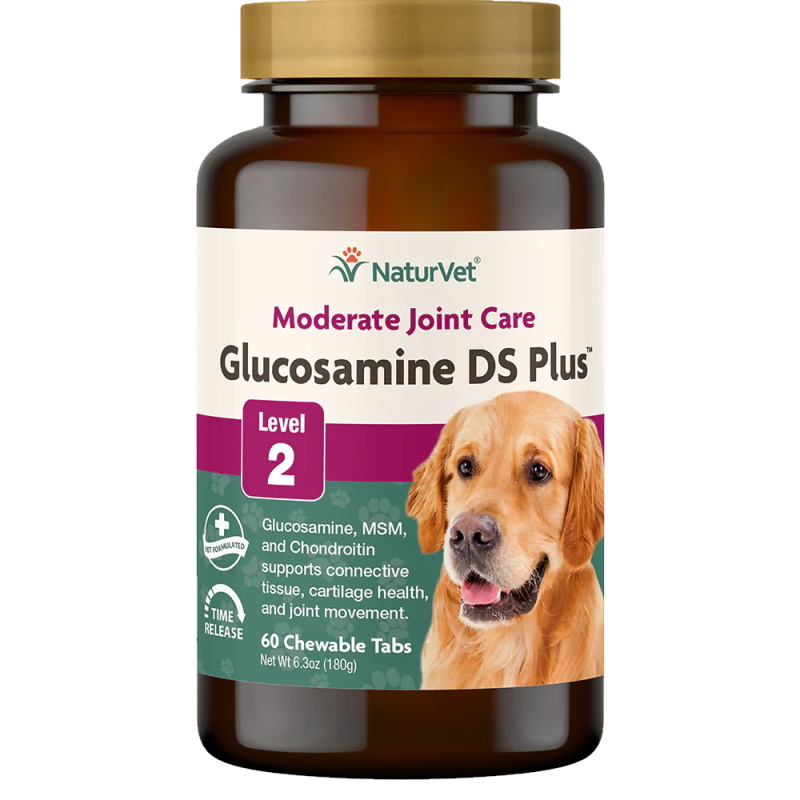 NaturVet®
Moderate Joint Care
Glucosamine DS Plus™
Level
2
VET FORMULATED
Glucosamine, MSM,
and Chondroitin
supports connective
tissue, cartilage health,
and joint movement.
TIME
RELEASE
60 Chewable Tabs
Net Wt 6.3oz (180g)